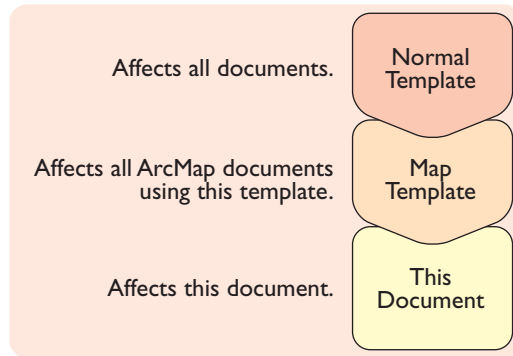 Affects all documents.
Normal
Template
Affects all ArcMap documents
using this template.
Map
Template
Affects this document.
This
Document